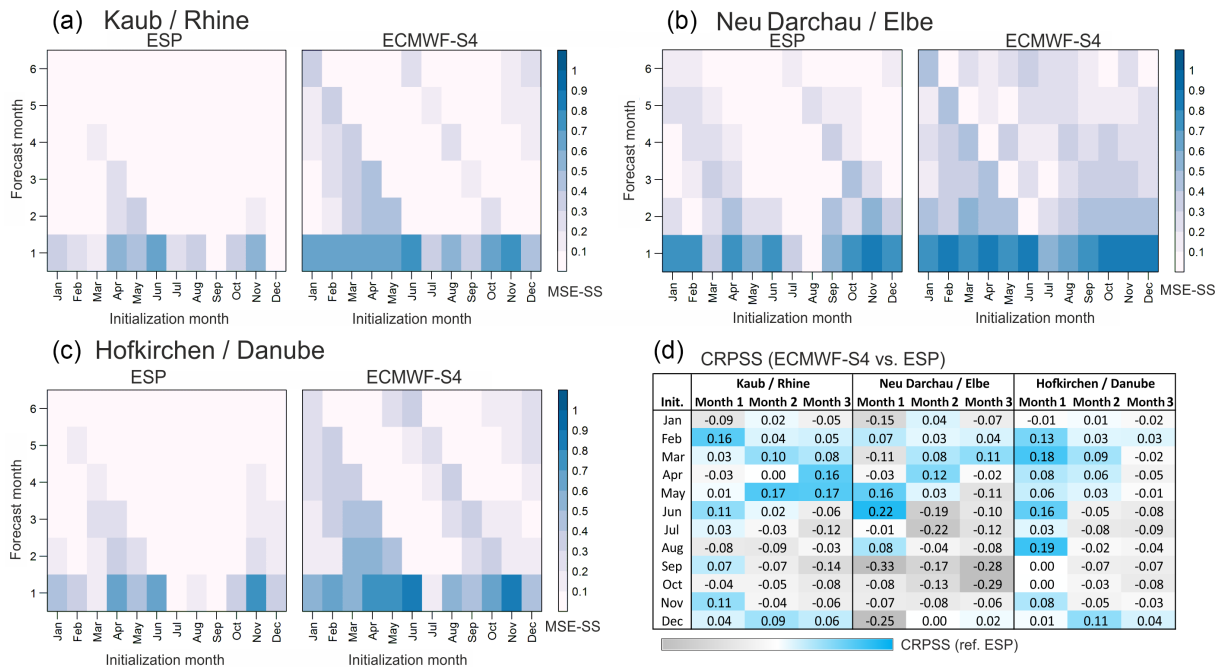 (a) Kaub / Rhine
ESP
ECMWF-S4
Forecast month
6
5
4
3
2
1
Jan Feb Mar Apr May Jun Jul Aug Sep Oct Nov Dec
Jan Feb Mar Apr May Jun Jul Aug Sep Oct Nov Dec
Initialization month
1
0.9
0.8
0.7
0.6
0.5
0.4
0.3
0.2
0.1
MSE-SS
(b) Neu Darchau / Elbe
ESP
ECMWF-S4
Forecast month
6
5
4
3
2
1
Jan Feb Mar Apr May Jun Jul Aug Sep Oct Nov Dec
Jan Feb Mar Apr May Jun Jul Aug Sep Oct Nov Dec
Initialization month
1
0.9
0.8
0.7
0.6
0.5
0.4
0.3
0.2
0.1
MSE-SS
(c) Hofkirchen / Danube
ESP
ECMWF-S4
Forecast month
6
5
4
3
2
1
Jan Feb Mar Apr May Jun Jul Aug Sep Oct Nov Dec
Jan Feb Mar Apr May Jun Jul Aug Sep Oct Nov Dec
Initialization month
1
0.9
0.8
0.7
0.6
0.5
0.4
0.3
0.2
0.1
MSE-SS
(d) CRPSS (ECMWF-S4 vs. ESP)
Kaub / Rhine Neu Darchau / Elbe Hofkirchen / Danube
Init. Month 1 Month 2 Month 3 Month 1 Month 2 Month 3 Month 1 Month 2 Month 3
Jan -0.09 0.02 -0.05 -0.15 0.04 -0.07 -0.01 0.01 -0.02
Feb 0.16 0.04 0.05 0.07 0.03 0.04 0.13 0.03 0.03
Mar 0.03 0.10 0.08 -0.11 0.08 0.11 0.18 0.09 -0.02
Apr -0.03 0.00 0.16 -0.03 0.12 -0.02 0.08 0.06 -0.05
May 0.01 0.17 0.17 0.16 0.03 -0.11 0.06 0.03 -0.01
Jun 0.11 0.02 -0.06 0.22 -0.19 -0.10 0.16 -0.05 -0.08
Jul 0.03 -0.03 -0.12 -0.01 -0.22 -0.12 0.03 -0.08 -0.09
Aug -0.08 -0.09 -0.03 0.08 -0.04 -0.08 0.19 -0.02 -0.04
Sep 0.07 -0.07 -0.14 -0.33 -0.17 -0.28 0.00 -0.07 -0.06
Oct -0.04 -0.05 -0.08 -0.08 -0.13 -0.29 0.00 -0.03 -0.08
Nov 0.11 -0.04 -0.06 -0.07 -0.08 -0.06 0.08 -0.05 -0.03
Dec 0.04 0.09 0.06 -0.25 0.00 0.02 0.01 0.11 0.04
CRPSS (ref. ESP)